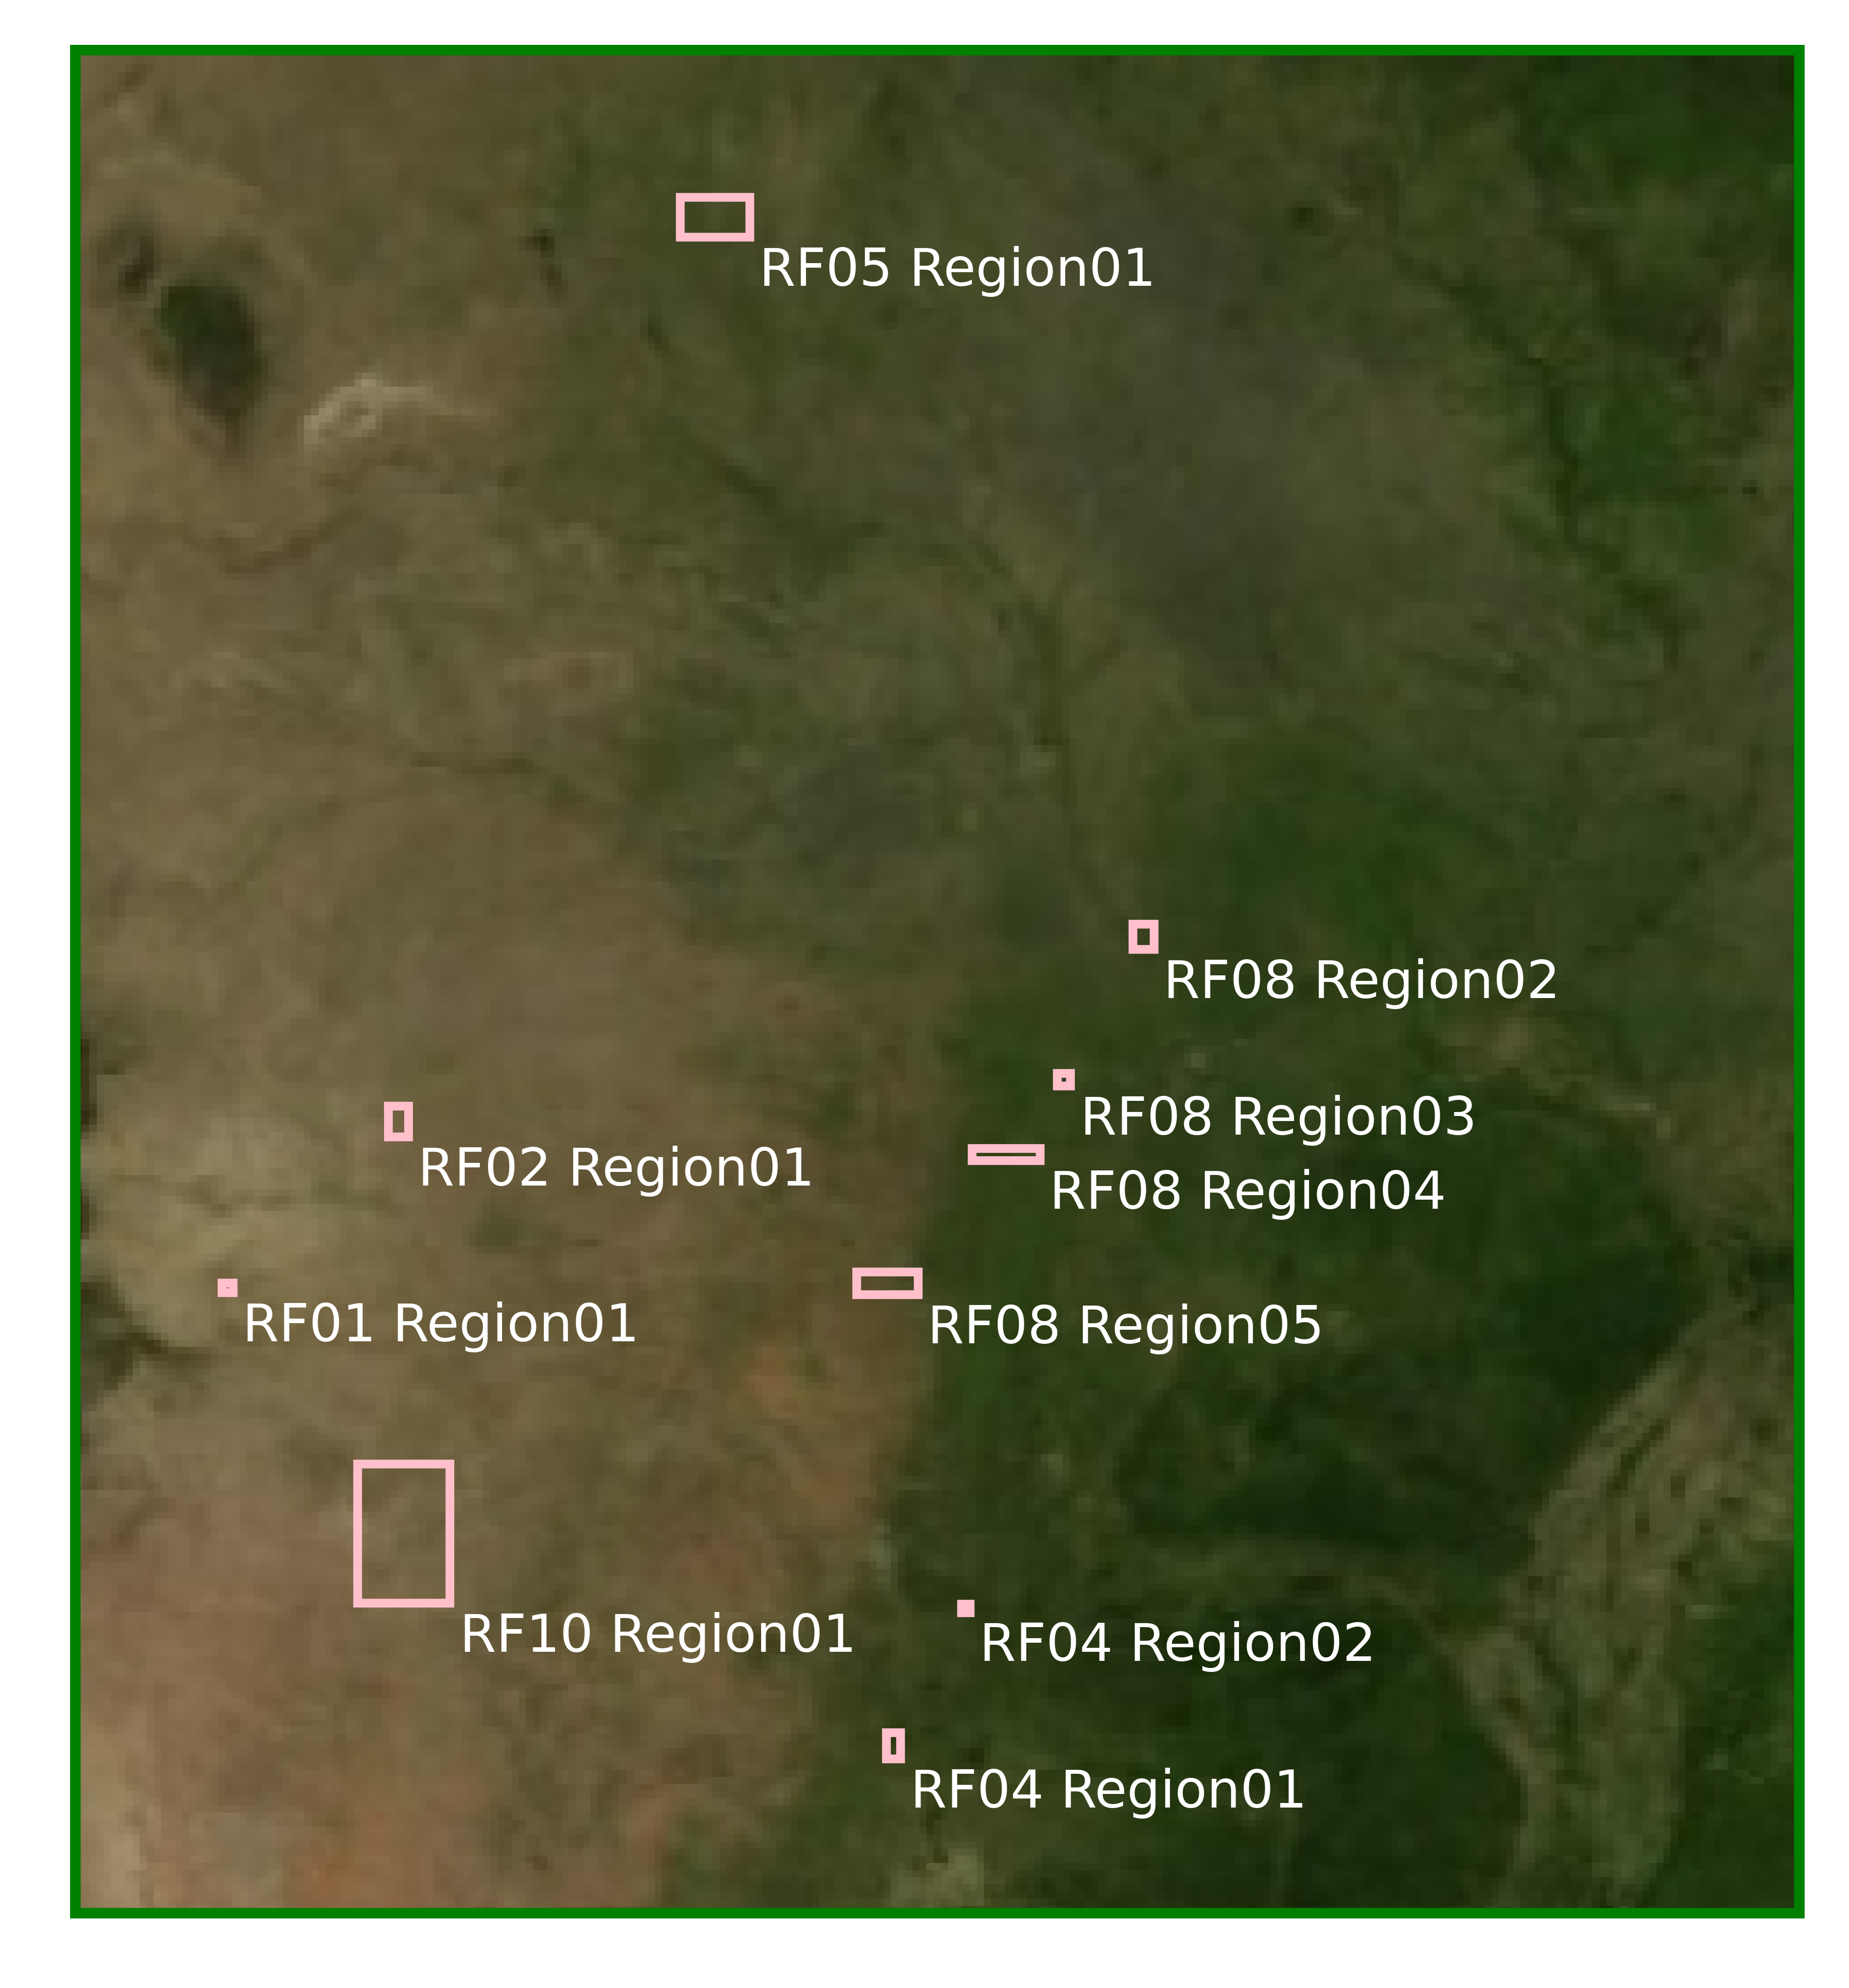 RF05 Region01
RF08 Region02
RF08 Region03
RF02 Region01
RF08 Region04
RF01 Region01
RF08 Region05
RF10 Region01
RF04 Region02
RF04 Region01